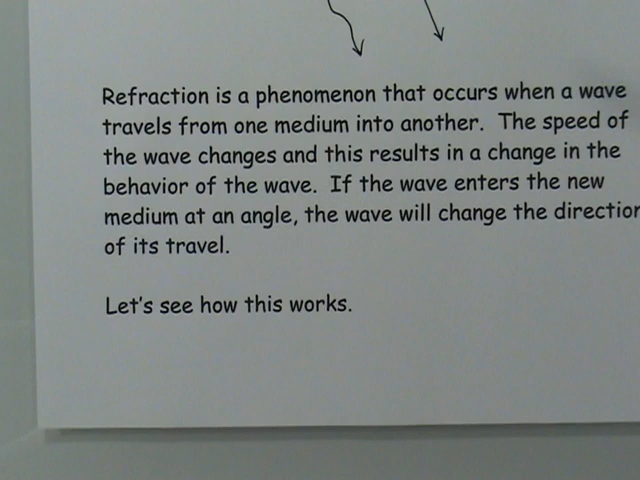 Refraction is a phenomenon that occurs when a wave
travels from one medium into another.  The speed of
the wave changes and this results in a change in the
behavior of the wave.  If the wave enters the new
medium at an angle, the wave will change the direction
of its travel.
Let's see how this works.